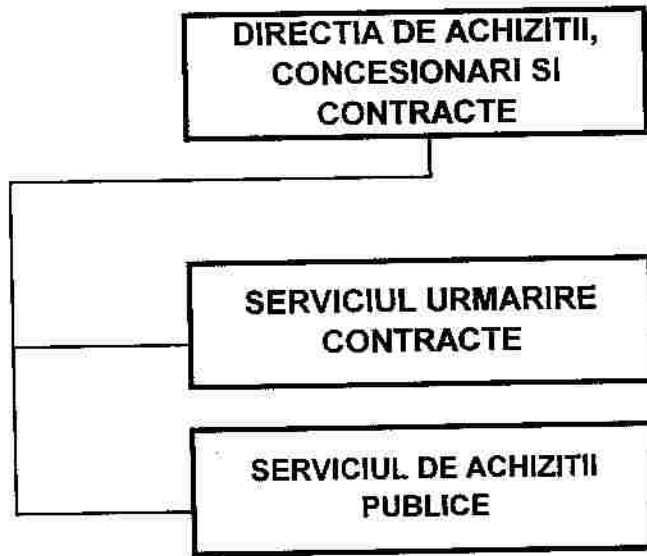 DIRECTIA DE ACHIZITII,
CONCESIONARI SI
CONTRACTE
SERVICIUL URMARIRE
CONTRACTE
SERVICIUL DE ACHIZITII
PUBLICE